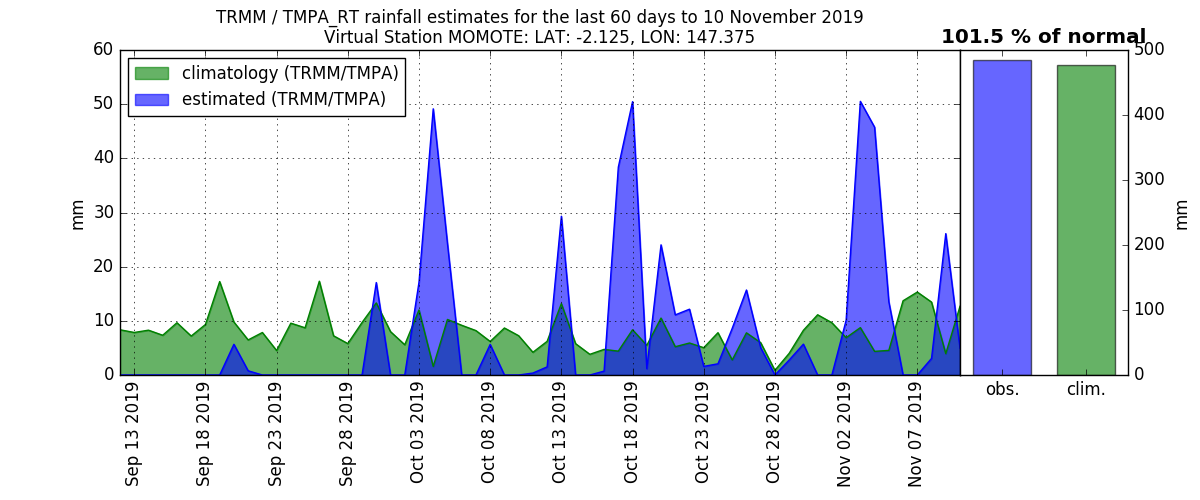 TRMM / TMPA_RT rainfall estimates for the last 60 days to 10 November 2019
Virtual Station MOMOTE: LAT: -2.125, LON: 147.375
101.5 % of normal
climatology (TRMM/TMPA)
estimated (TRMM/TMPA)
60
50
40
30
20
10
0
mm
500
400
300
200
100
0
mm
Sep 13 2019
Sep 18 2019
Sep 23 2019
Sep 28 2019
Oct 03 2019
Oct 08 2019
Oct 13 2019
Oct 18 2019
Oct 23 2019
Oct 28 2019
Nov 02 2019
Nov 07 2019
obs.
clim.